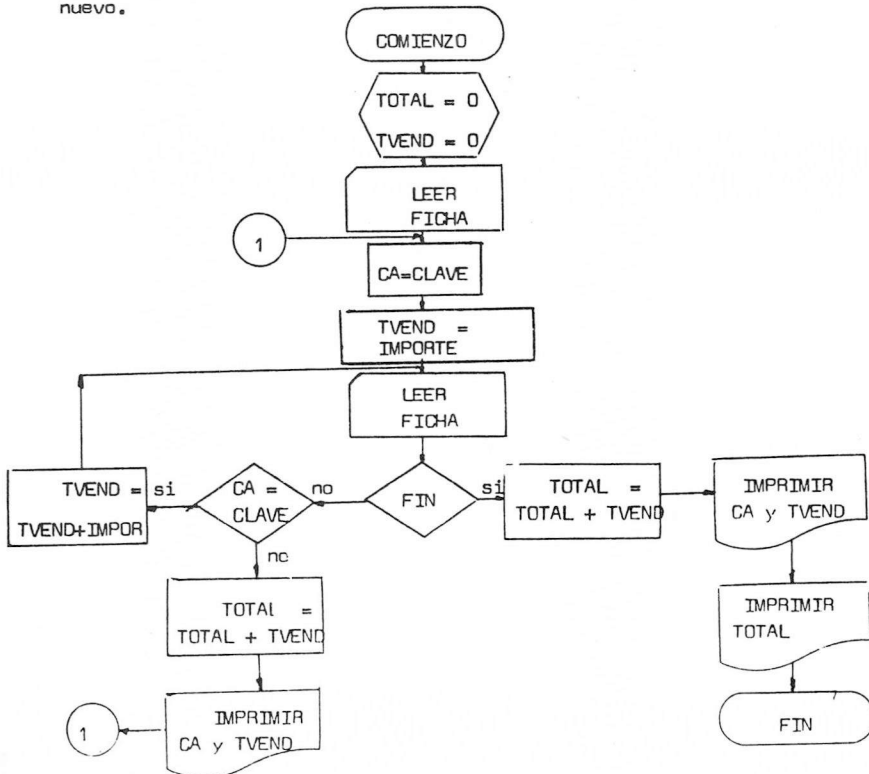 nuevo.
COMIENZO
TOTAL = 0
TVEND = 0
LEER
FICHA
1
CA=CLAVE
TVEND =
IMPORTE
LEER
FICHA
TVEND =
TVEND+IMPOR
si
CA =
CLAVE
no
FIN
si
TOTAL =
TOTAL + TVEND
IMPRIMIR
CA y TVEND
no
TOTAL =
TOTAL + TVEND
IMPRIMIR
TOTAL
1
IMPRIMIR
CA y TVEND
FIN